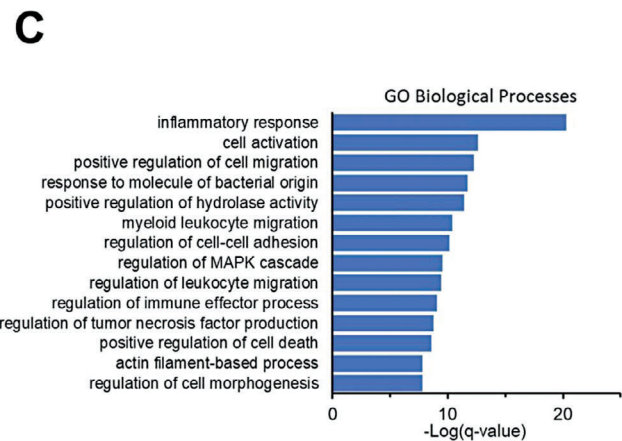 C
GO Biological Processes
inflammatory response
cell activation
positive regulation of cell migration
response to molecule of bacterial origin
positive regulation of hydrolase activity
myeloid leukocyte migration
regulation of cell-cell adhesion
regulation of MAPK cascade
regulation of leukocyte migration
regulation of immune effector process
regulation of tumor necrosis factor production
positive regulation of cell death
actin filament-based process
regulation of cell morphogenesis
0 10 20
-Log(q-value)